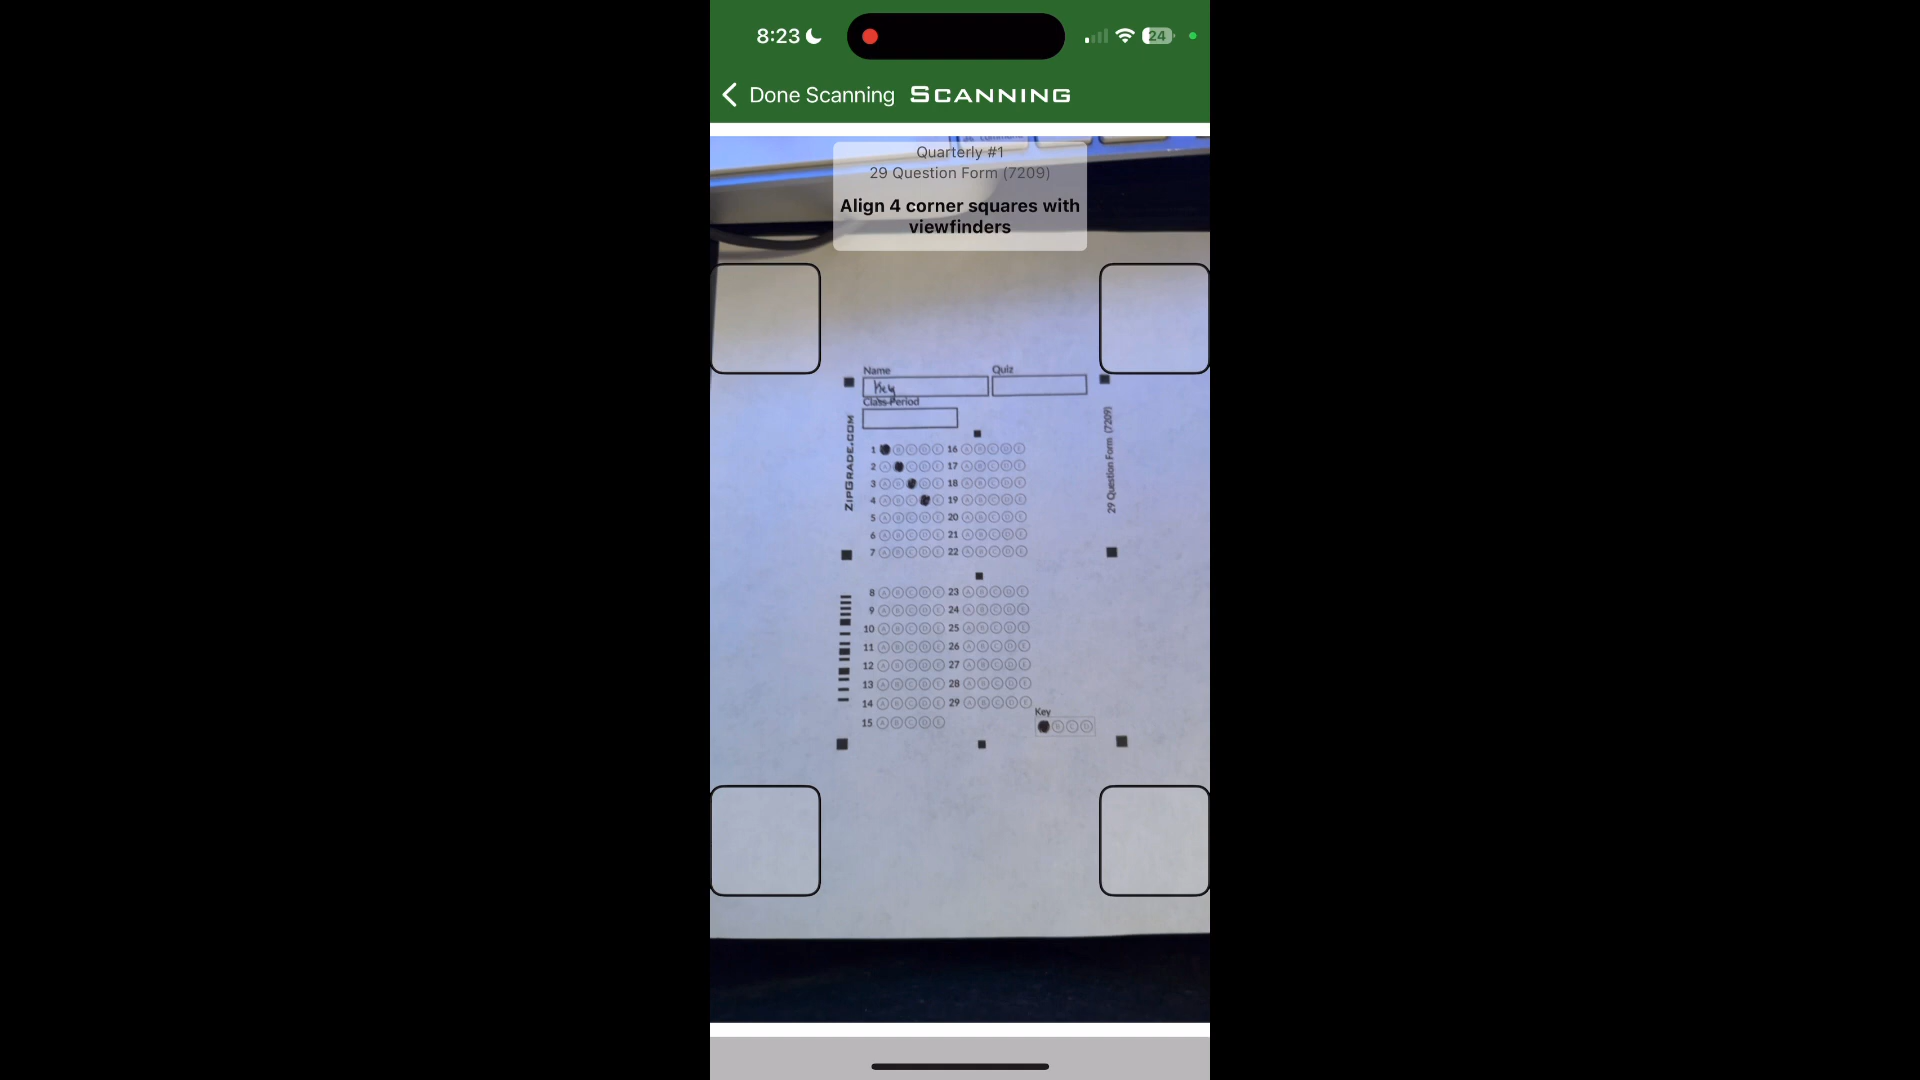 8:23
24
Done Scanning SCANNING
Quarterly #1
29 Question Form (7209)
Align 4 corner squares with
viewfinders
Name
Key
Quiz
Class Period
ZIPGRADE.COM
29 Question Form (7209)
1 A B C D E 16 A B C D E
2 A B C D E 17 A B C D E
3 A B C D E 18 A B C D E
4 A B C D E 19 A B C D E
5 A B C D E 20 A B C D E
6 A B C D E 21 A B C D E
7 A B C D E 22 A B C D E
8 A B C D E 23 A B C D E
9 A B C D E 24 A B C D E
10 A B C D E 25 A B C D E
11 A B C D E 26 A B C D E
12 A B C D E 27 A B C D E
13 A B C D E 28 A B C D E
14 A B C D E 29 A B C D E
15 A B C D E
Key
B C D